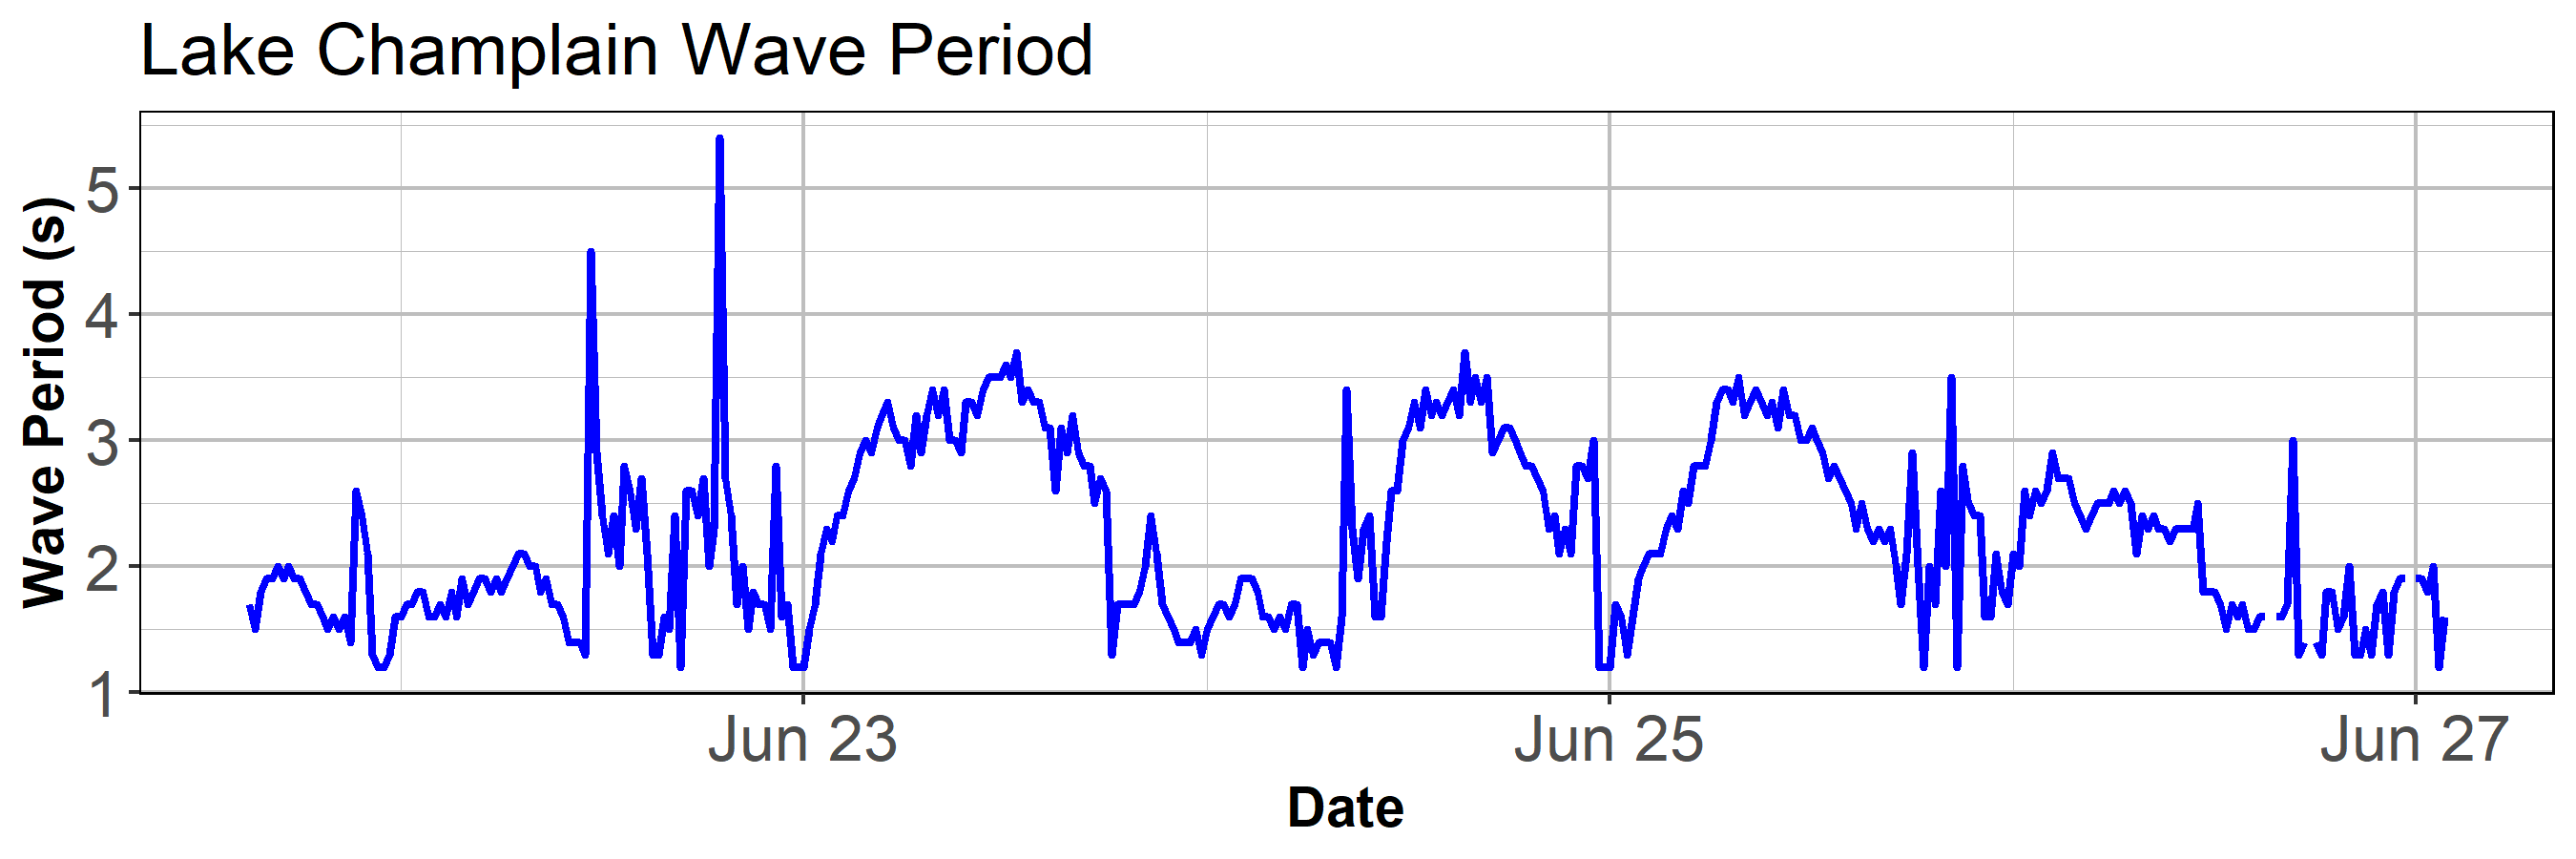 Lake Champlain Wave Period
Wave Period (s)
5
4
3
2
1
Jun 23
Jun 25
Jun 27
Date